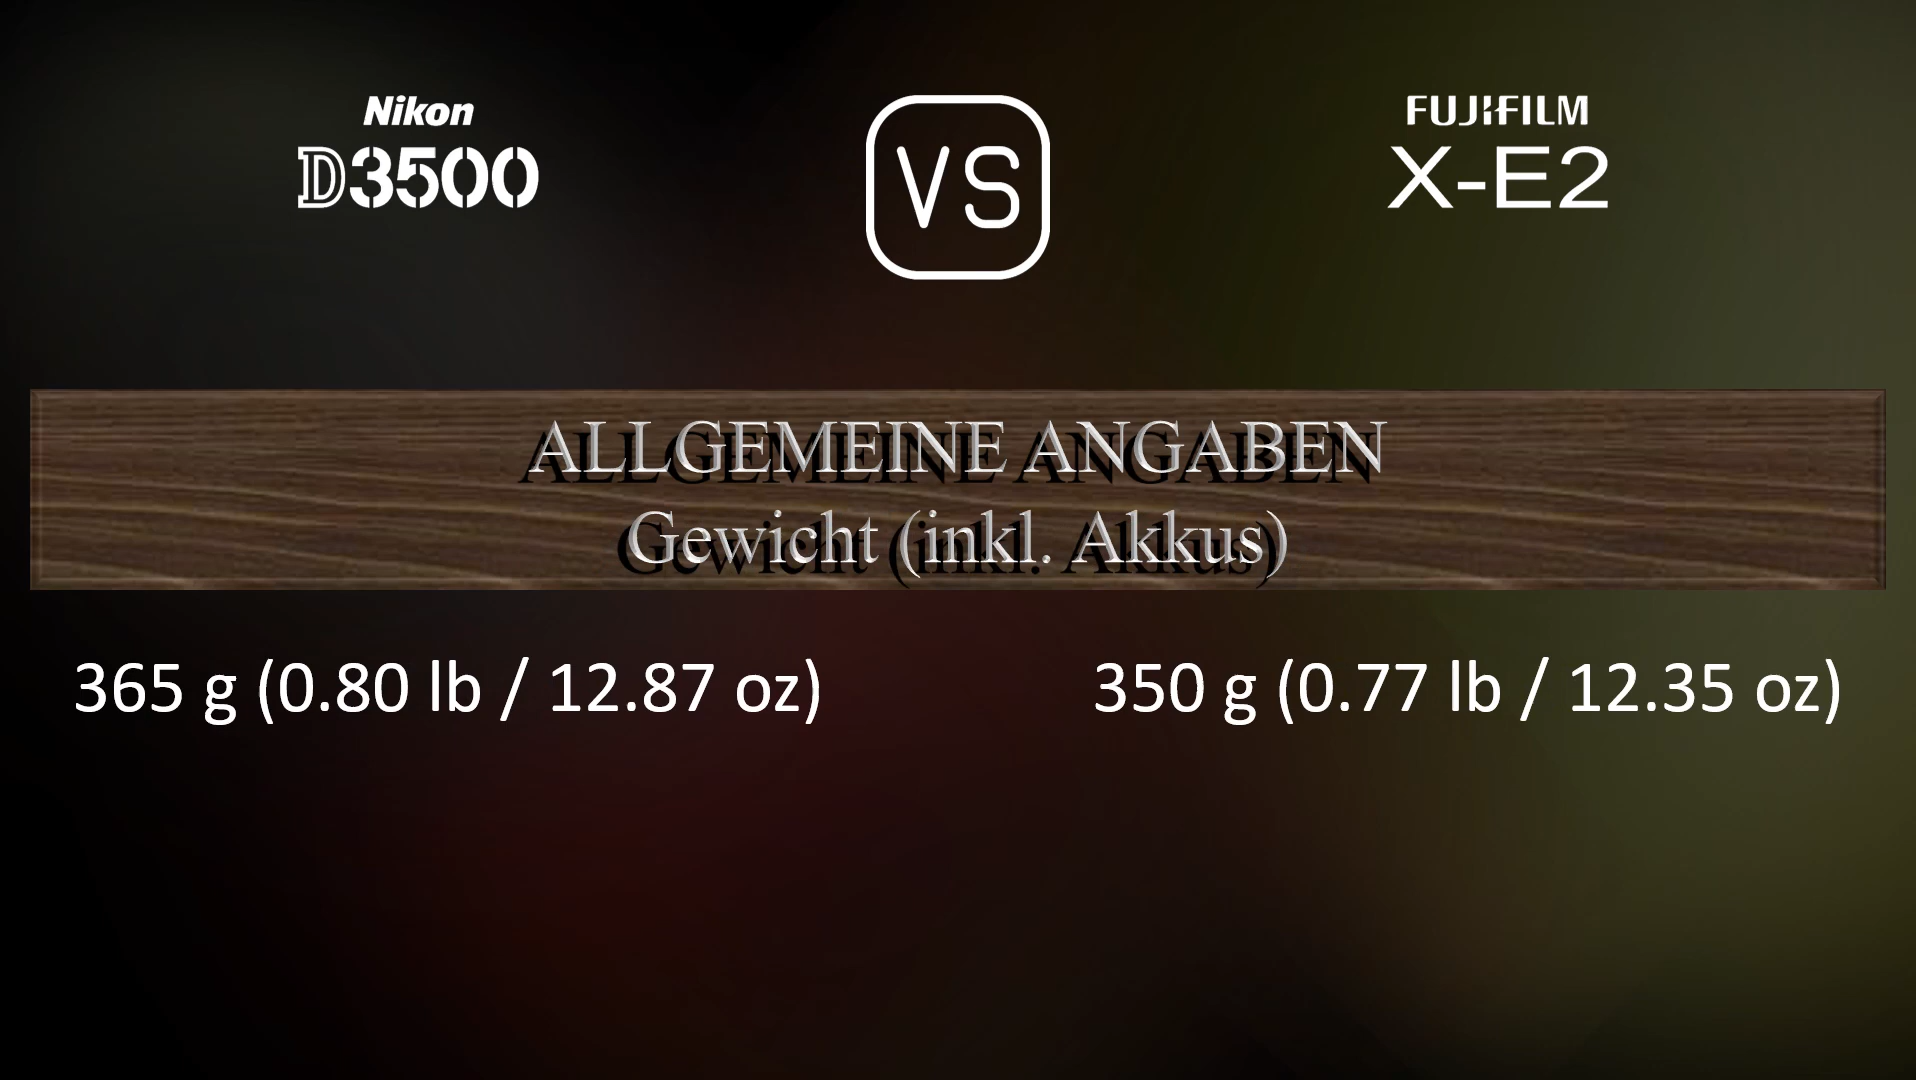 Nikon
D3500
VS
FUJIFILM
X-E2
ALLGEMEINE ANGABEN
Gewicht (inkl. Akkus)
365 g (0.80 lb / 12.87 oz)
350 g (0.77 lb / 12.35 oz)